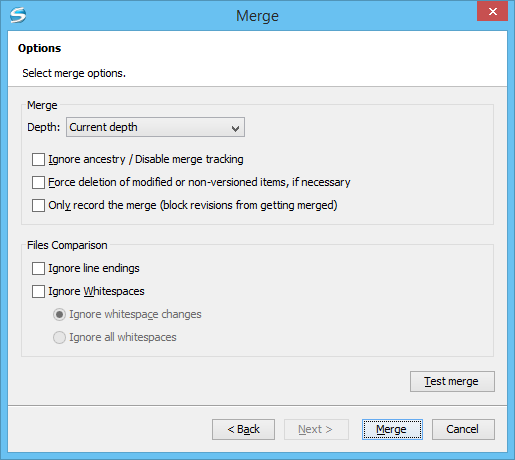 Merge
Options
Select merge options.
Merge
Depth: Current depth
Ignore ancestry / Disable merge tracking
Force deletion of modified or non-versioned items, if necessary
Only record the merge (block revisions from getting merged)
Files Comparison
Ignore line endings
Ignore Whitespaces
Ignore whitespace changes
Ignore all whitespaces
Test merge
< Back Next > Merge Cancel